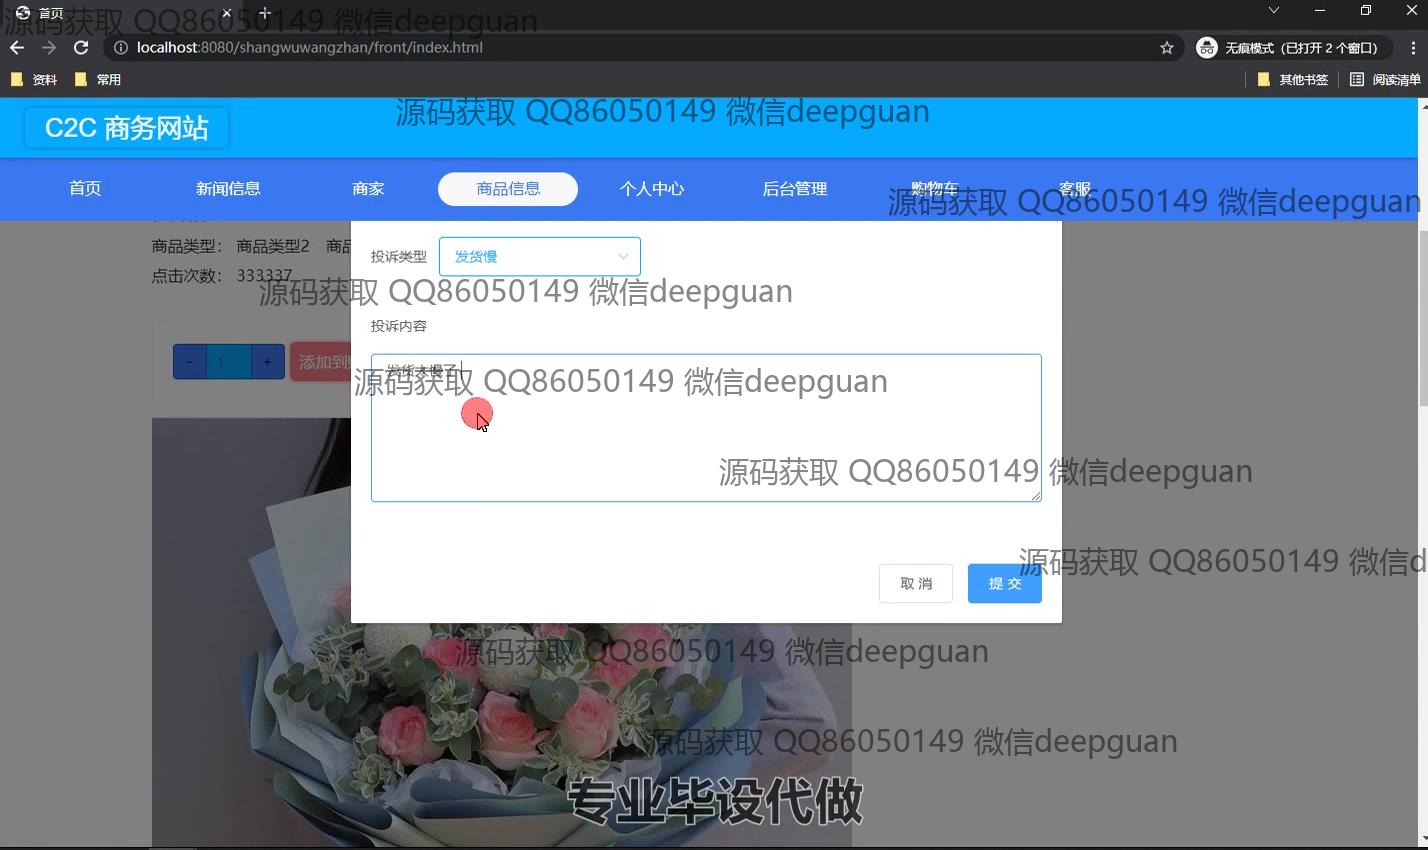 首页
源码获取 QQ86050149 微信deepguan
localhost:8080/shangwuwangzhan/front/index.html
无痕模式（已打开 2 个窗口）
资料 常用 其他书签 阅读清单
C2C 商务网站
源码获取 QQ86050149 微信deepguan
首页 新闻信息 商家 商品信息 个人中心 后台管理 购物车 客服
源码获取 QQ86050149 微信deepguan
商品类型： 商品类型2 商品
投诉类型 发货慢
点击次数： 333337
源码获取 QQ86050149 微信deepguan
投诉内容
- 1 + 添加到
发货太慢了
源码获取 QQ86050149 微信deepguan
源码获取 QQ86050149 微信deepguan
源码获取 QQ86050149 微信d
取 消 提 交
源码获取 QQ86050149 微信deepguan
源码获取 QQ86050149 微信deepguan
专业毕设代做